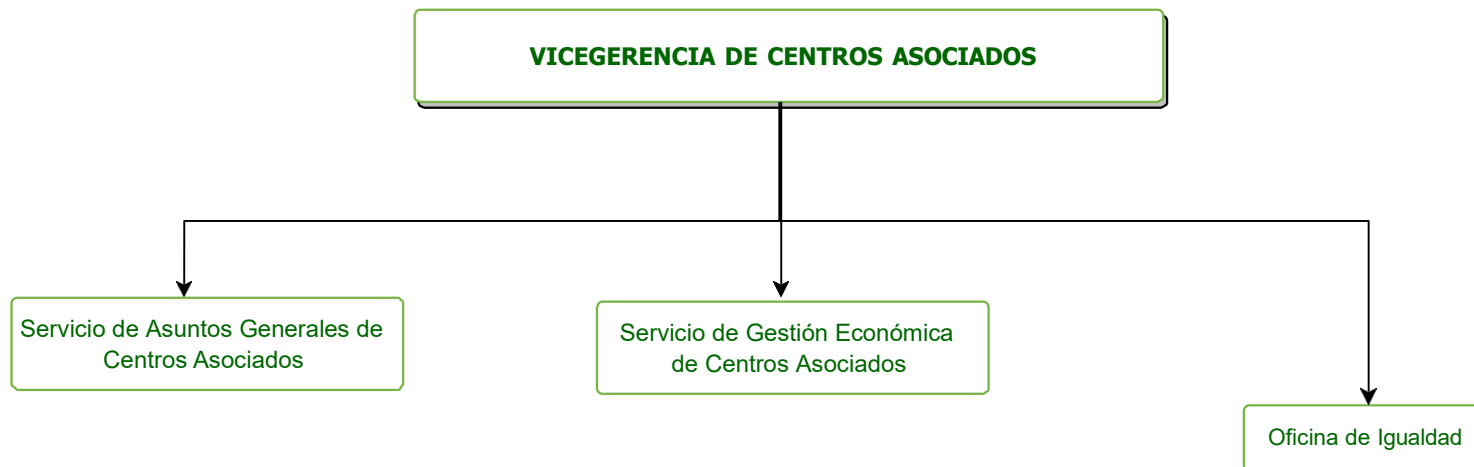 VICEGERENCIA DE CENTROS ASOCIADOS
Servicio de Asuntos Generales de
Centros Asociados
Servicio de Gestión Económica
de Centros Asociados
Oficina de Igualdad